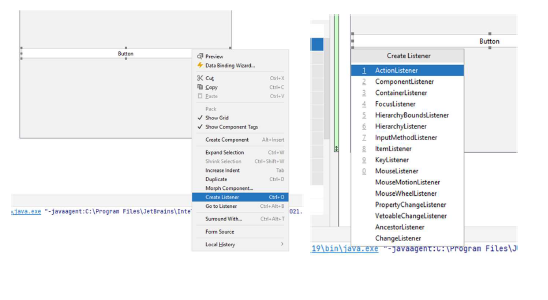 Button
Preview
Data Binding Wizard...
Cut Ctrl+X
Copy Ctrl+C
Paste Ctrl+V
Pack
Show Grid
Show Component Tags
Create Component Alt+Insert
Expand Selection Ctrl+W
Shrink Selection Ctrl+Shift+W
Increase Indent Tab
Duplicate Ctrl+D
Morph Component...
Create Listener Ctrl+O
Go to Listener Ctrl+Alt+B
Surround With... Ctrl+Alt+T
Form Source
Local History
java.exe "-javaagent:C:\Program Files\JetBrains\Inte
2021.
Button
Create Listener
1 ActionListener
2 ComponentListener
3 ContainerListener
4 FocusListener
5 HierarchyBoundsListener
6 HierarchyListener
7 InputMethodListener
8 ItemListener
9 KeyListener
0 MouseListener
MouseMotionListener
MouseWheelListener
PropertyChangeListener
VetoableChangeListener
AncestorListener
ChangeListener
19\bin\java.exe "-javaagent:C:\Program Files\J